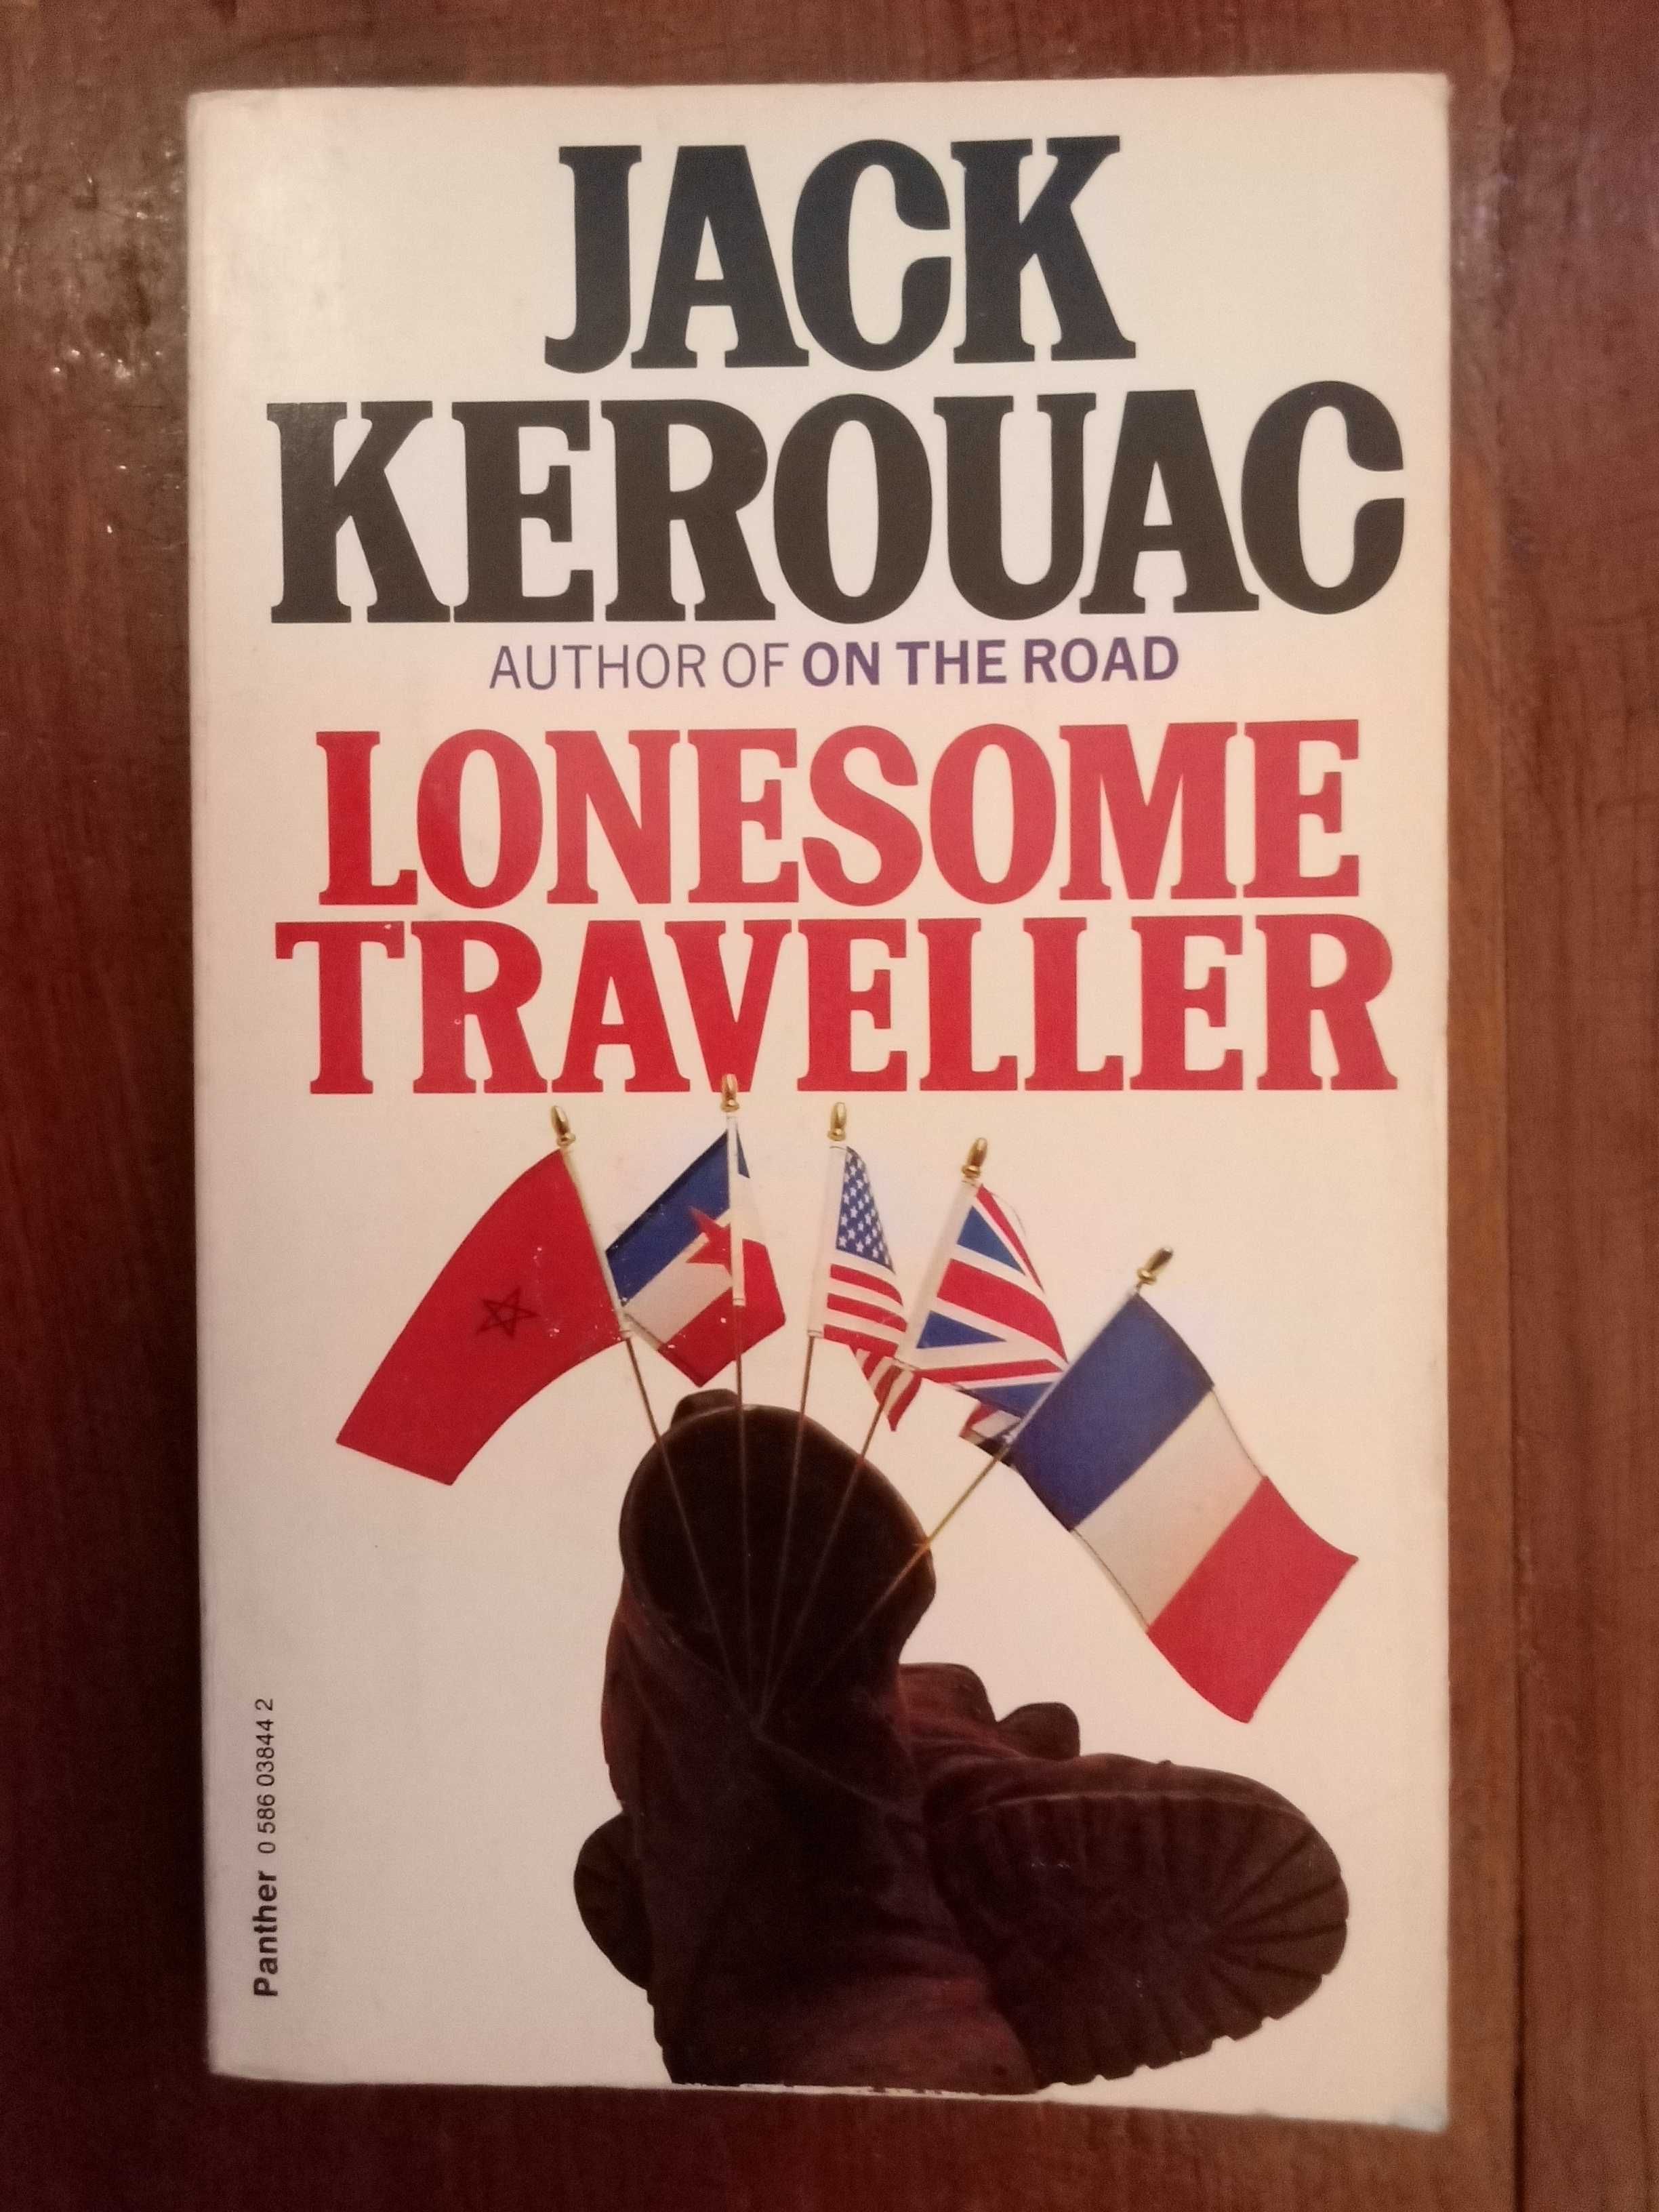 JACK
KEROUAC
AUTHOR OF ON THE ROAD
LONESOME
TRAVELLER
Panther 0 586 03844 2